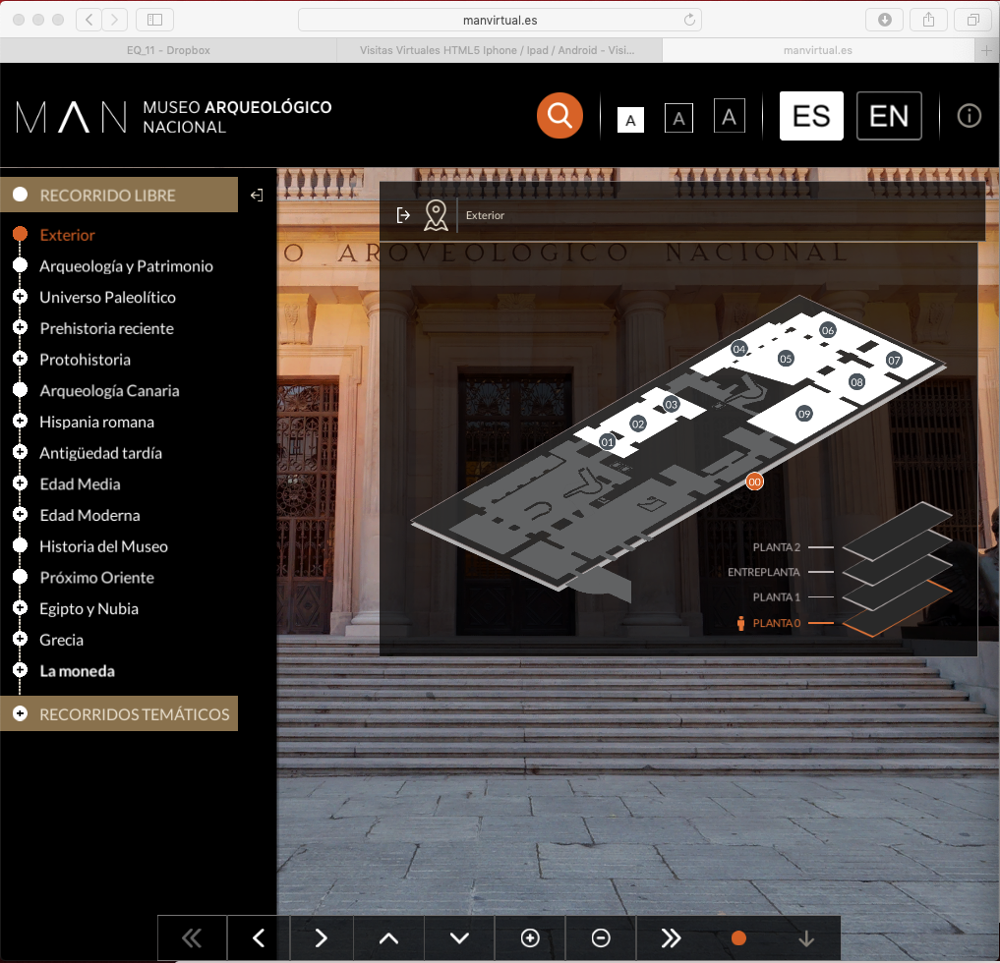 manvirtual.es
EQ_11 - Dropbox
Visitas Virtuales HTML5 Iphone / Ipad / Android - Visi...
manvirtual.es
MAN
MUSEO ARQUEOLÓGICO
NACIONAL
A
A
A
ES
EN
RECORRIDO LIBRE
Exterior
Arqueología y Patrimonio
Universo Paleolítico
Prehistoria reciente
Protohistoria
Arqueología Canaria
Hispania romana
Antigüedad tardía
Edad Media
Edad Moderna
Historia del Museo
Próximo Oriente
Egipto y Nubia
Grecia
La moneda
RECORRIDOS TEMÁTICOS
Exterior
O ARQVEOLOGICO NACIONAL
06
04
05
07
08
03
09
02
01
00
PLANTA 2
ENTREPLANTA
PLANTA 1
PLANTA 0